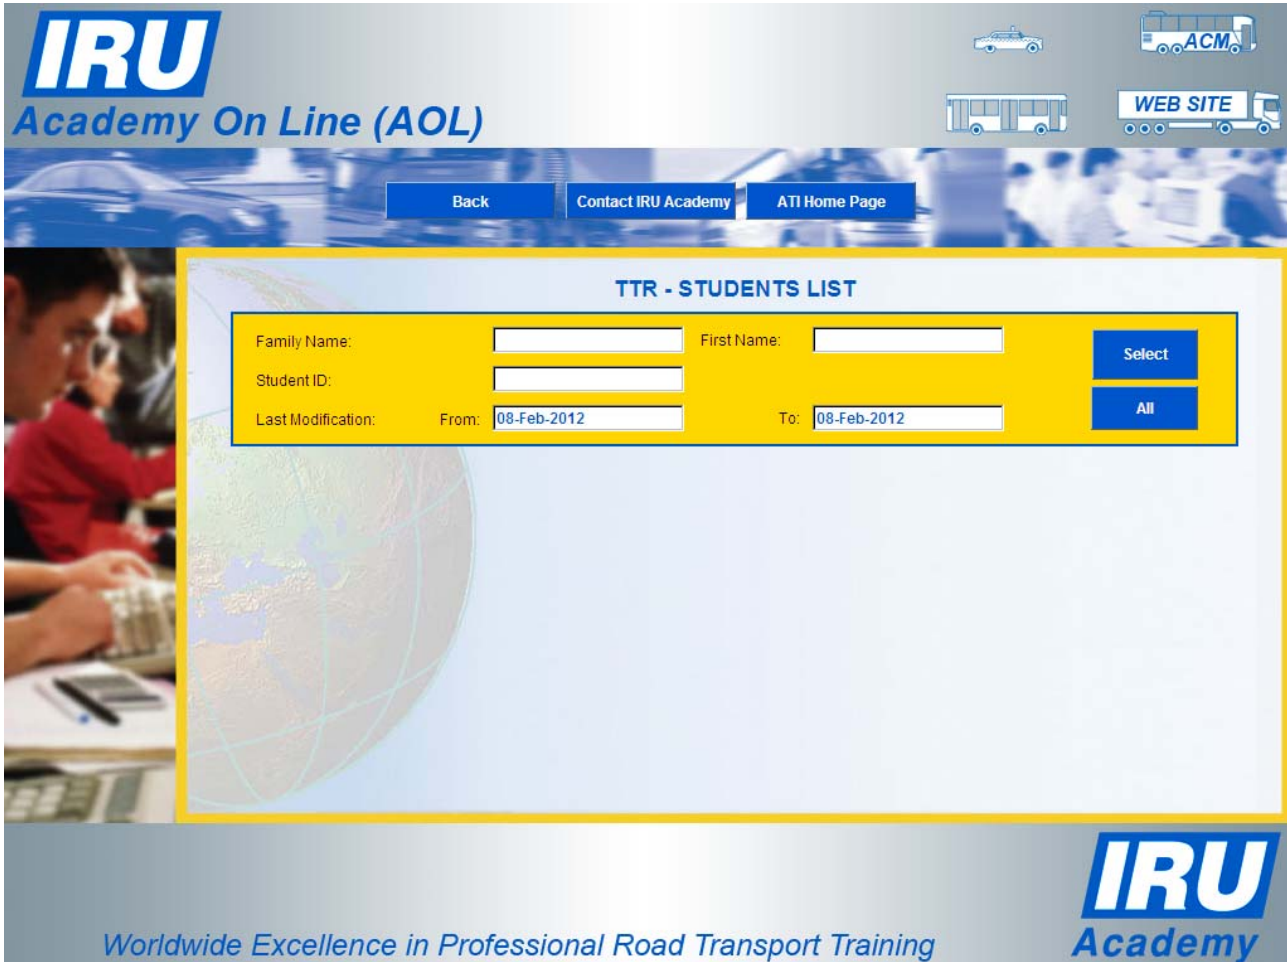 IRU
Academy On Line (AOL)
ACM
WEB SITE
Back Contact IRU Academy ATI Home Page
TTR - STUDENTS LIST
Family Name: First Name: Select
Student ID:
Last Modification: From: 08-Feb-2012 To: 08-Feb-2012 All
IRU
Academy
Worldwide Excellence in Professional Road Transport Training